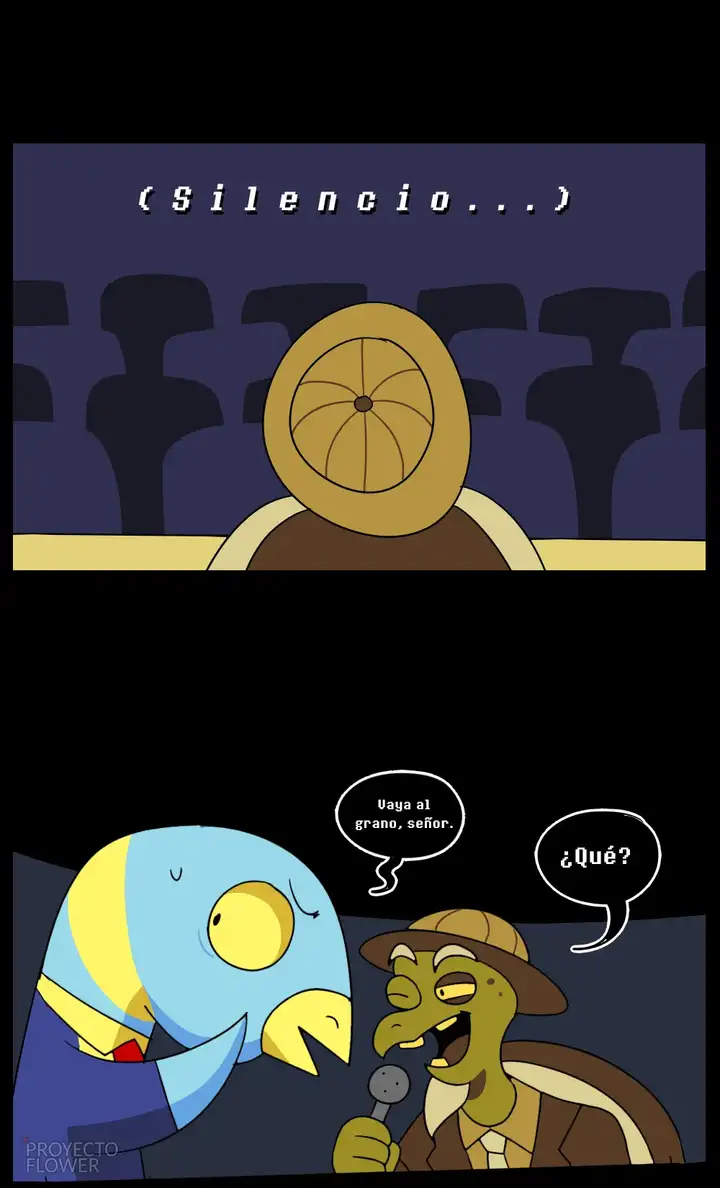 (Silencio...)
Vaya al
grano, señor.
¿Qué?
PROYECTO
FLOWER